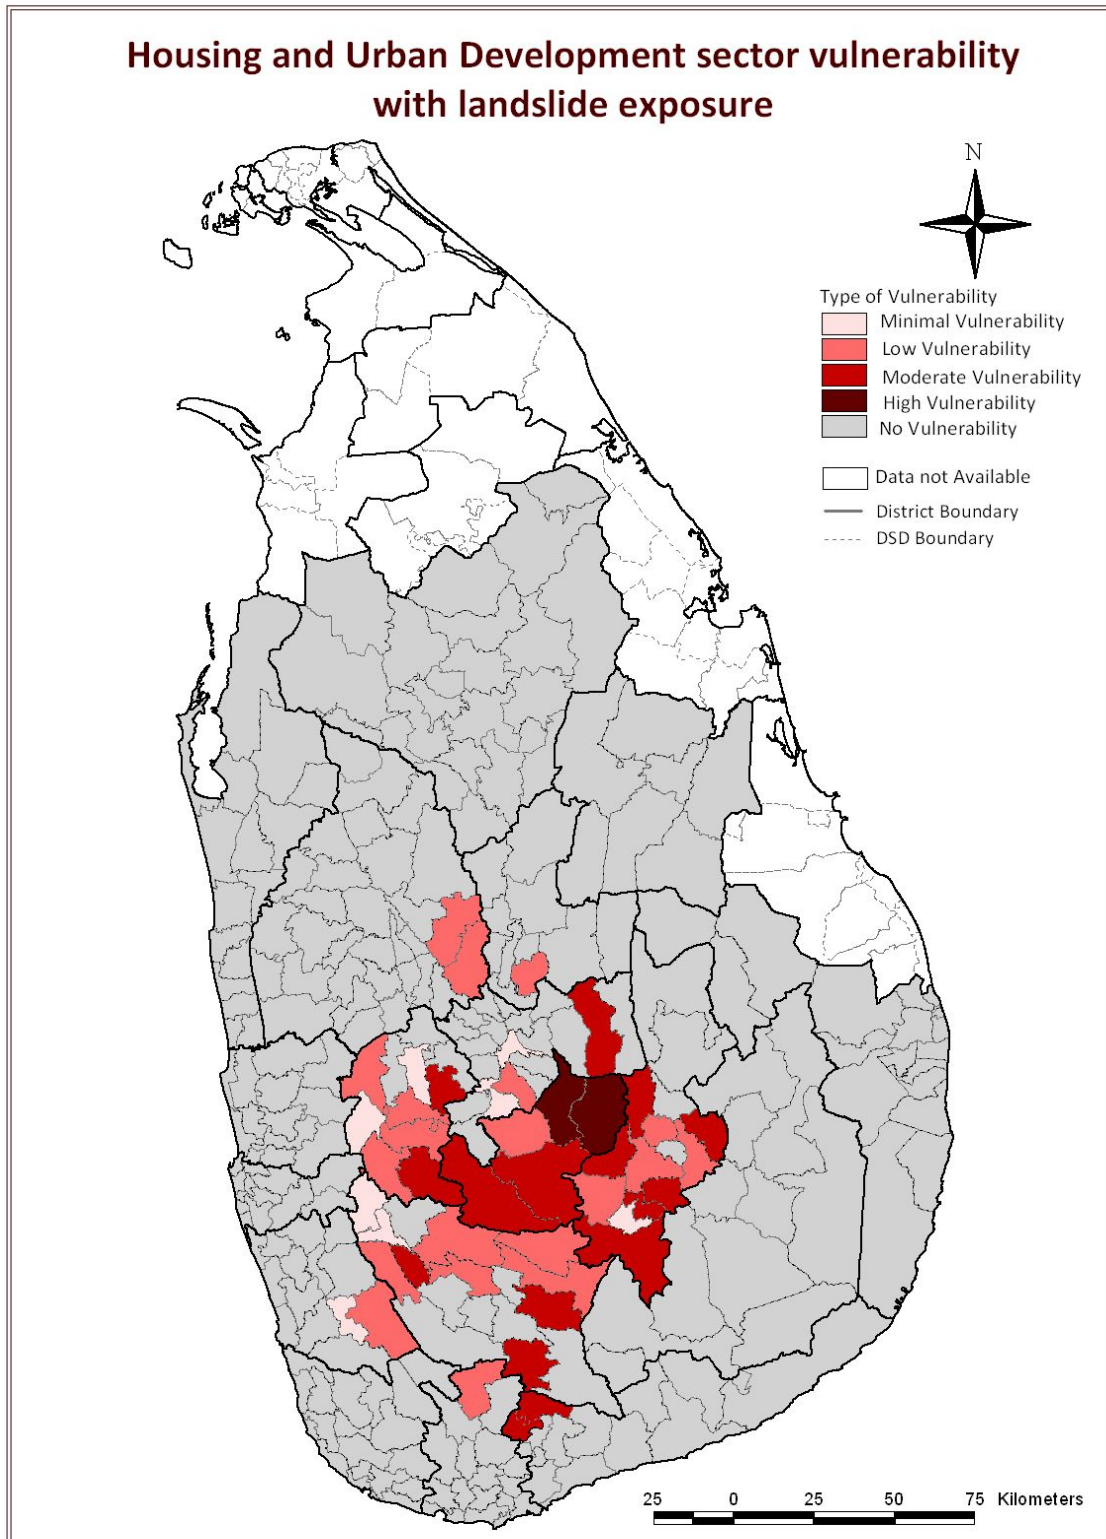 Housing and Urban Development sector vulnerability
with landslide exposure
N
Type of Vulnerability
Minimal Vulnerability
Low Vulnerability
Moderate Vulnerability
High Vulnerability
No Vulnerability
Data not Available
District Boundary
DSD Boundary
25 0 25 50 75 Kilometers